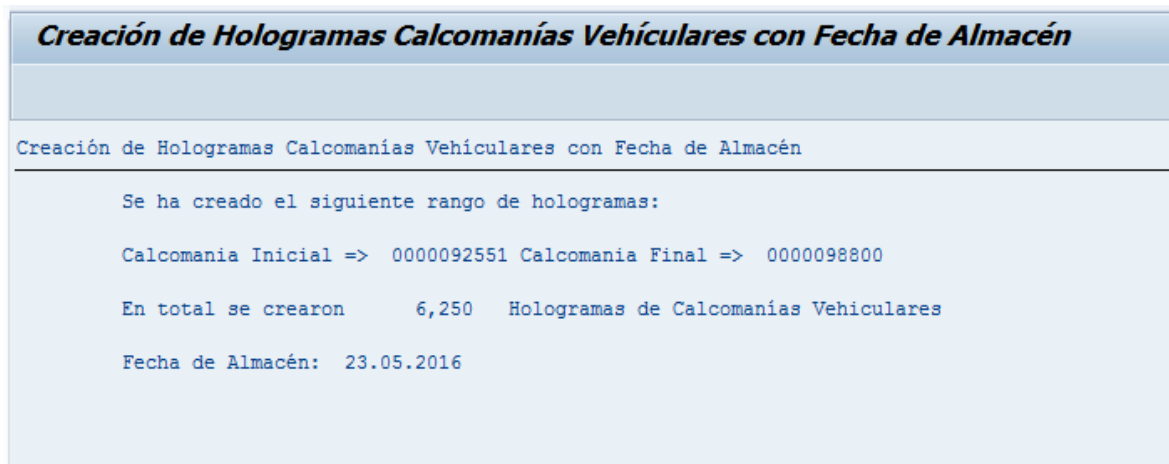 Creación de Hologramas Calcomanías Vehículares con Fecha de Almacén
Creación de Hologramas Calcomanías Vehículares con Fecha de Almacén
Se ha creado el siguiente rango de hologramas:
Calcomania Inicial => 0000092551 Calcomania Final => 0000098800
En total se crearon 6,250 Hologramas de Calcomanías Vehiculares
Fecha de Almacén: 23.05.2016